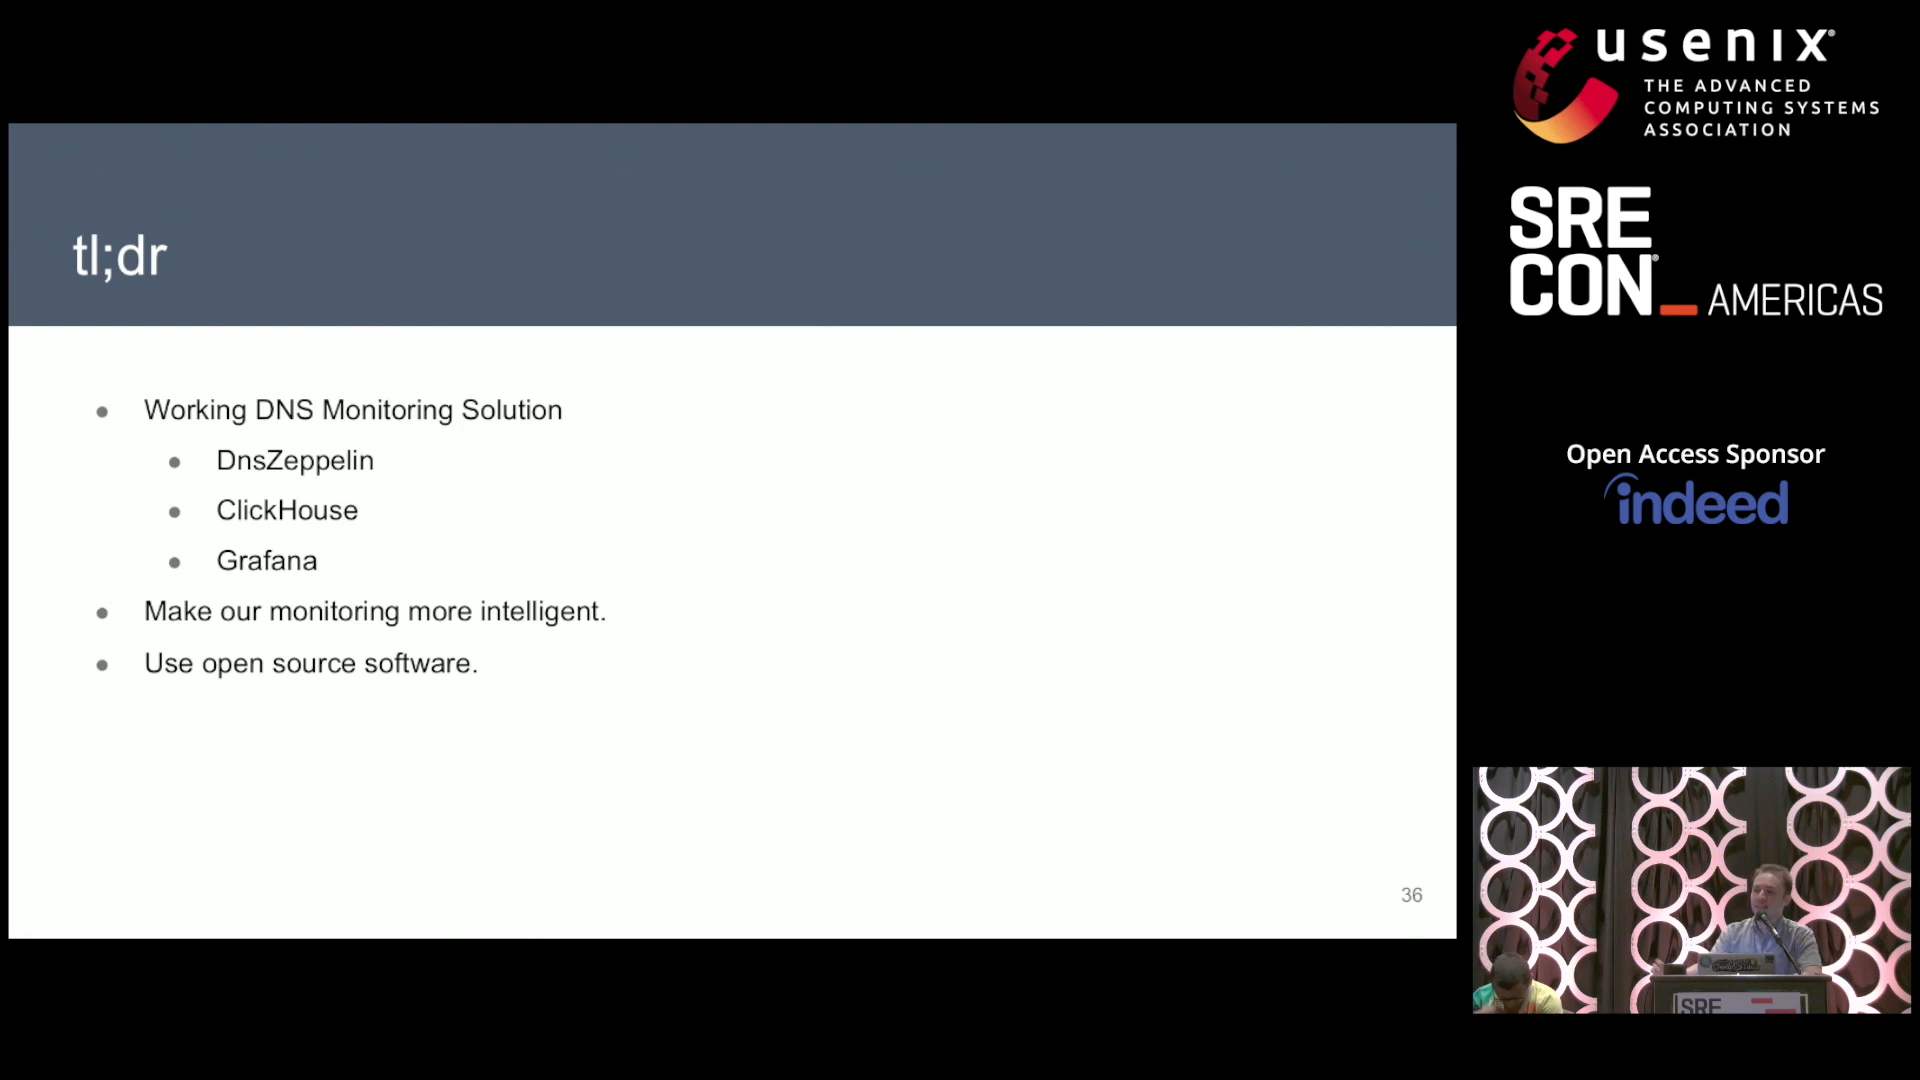 tl;dr
Working DNS Monitoring Solution
DnsZeppelin
ClickHouse
Grafana
Make our monitoring more intelligent.
Use open source software.
36
usenix®
THE ADVANCED
COMPUTING SYSTEMS
ASSOCIATION
SRE
CON®
AMERICAS
Open Access Sponsor
indeed
SRE